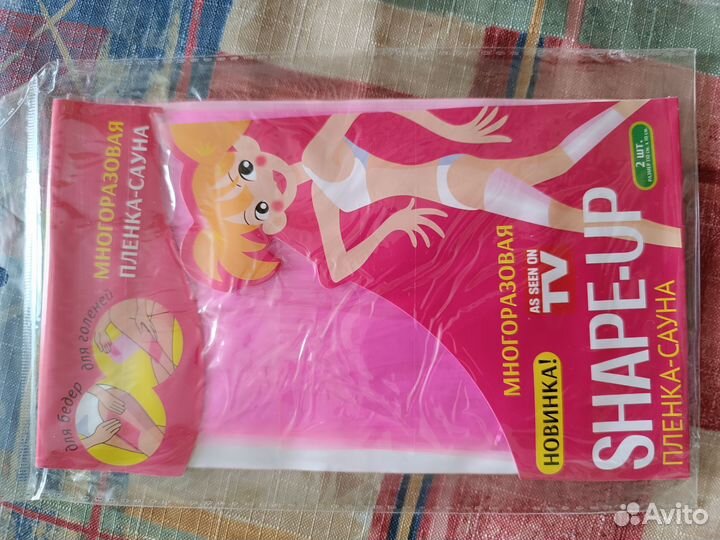 МНОГОРАЗОВАЯ
ПЛЕНКА-САУНА
для бедер
для голеней
2 шт.
МНОГОРАЗОВАЯ
AS SEEN ON
TV
НОВИНКА!
SHAPE-UP
ПЛЕНКА-САУНА
Avito